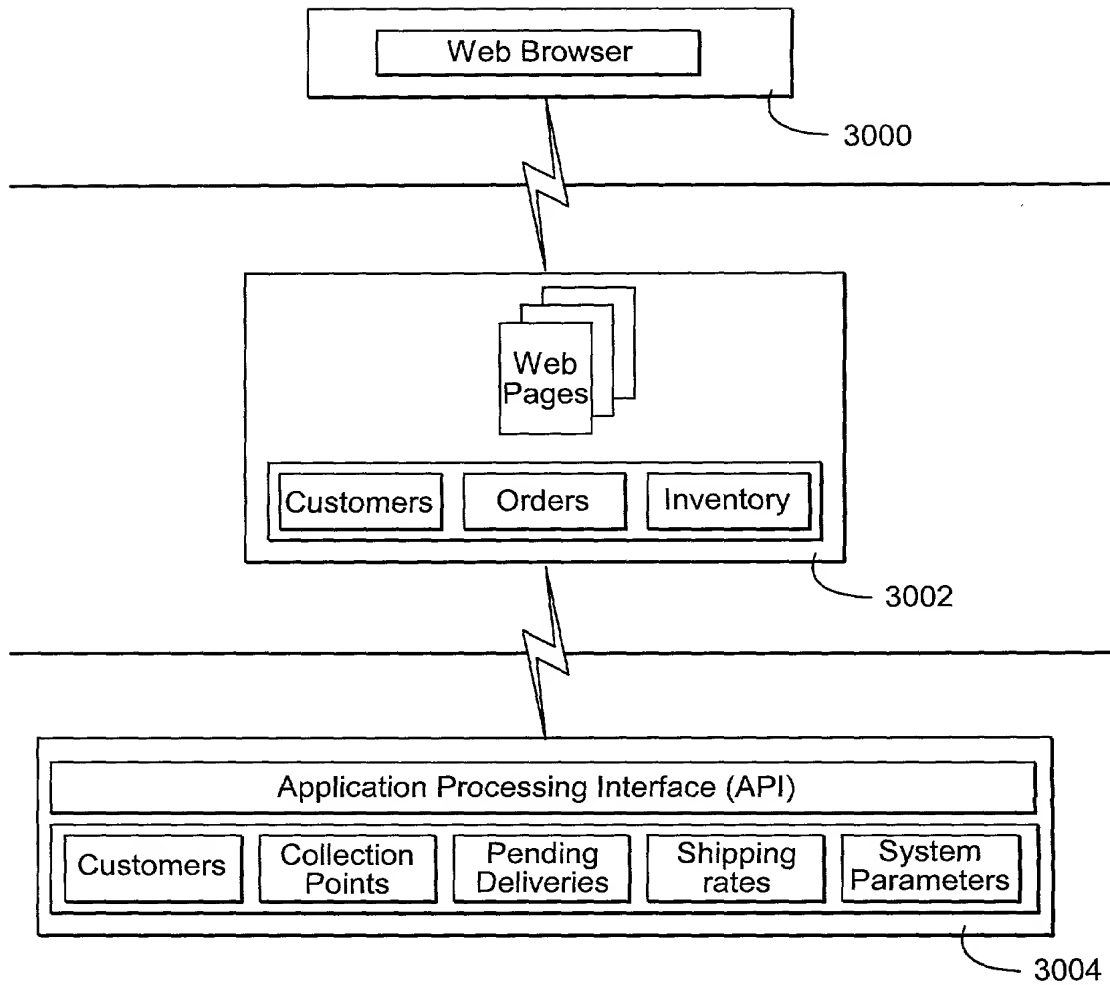 Web Browser
3000
Web
Pages
Customers
Orders
Inventory
3002
Application Processing Interface (API)
Customers
Collection
Points
Pending
Deliveries
Shipping
rates
System
Parameters
3004